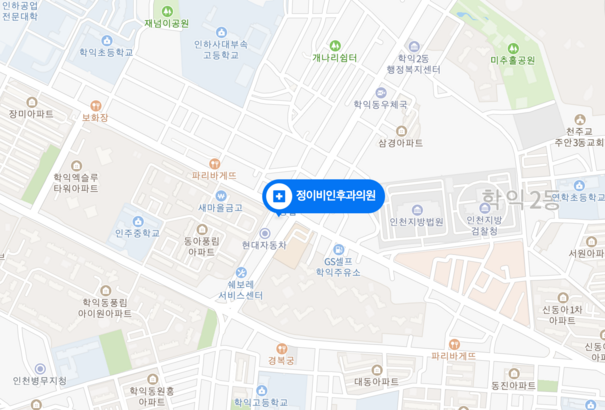 인하공업
전문대학
재넘이공원
학익초등학교
인하사대부속
고등학교
개나리쉼터
학익2동
행정복지센터
미추홀공원
학익동우체국
장미아파트
보화장
삼경아파트
천주교
주안3동교회
파리바게뜨
학익엑슬루
타워아파트
정이비인후과의원
새마을금고
학익2동
연학초등학교
인천지방법원
인천지방
검찰청
인주중학교
동아풍림
아파트
현대자동차
GS셀프
학익주유소
서원아파트
쉐보레
서비스센터
학익동풍림
아이원아파트
신동아1차
아파트
신동아
아파트
경복궁
파리바게뜨
인천병무지청
학익동원흥
아파트
대동아파트
동진아파트
학익고등학교